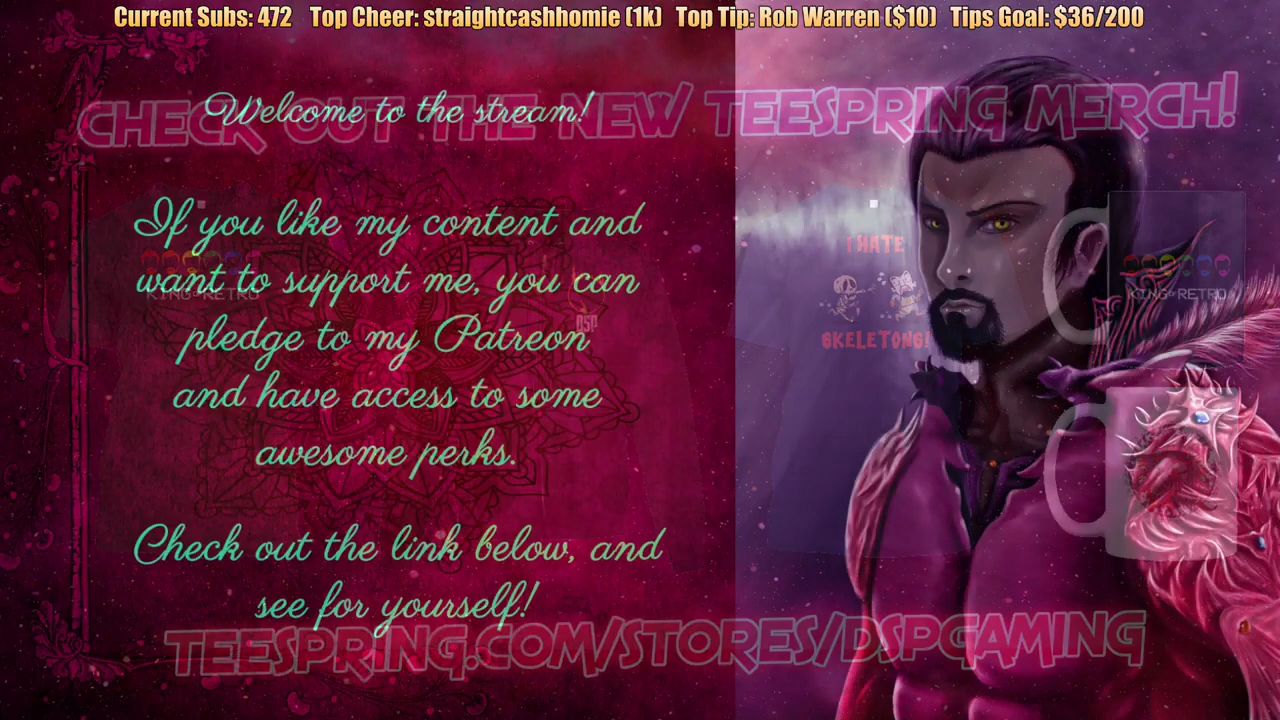 Current Subs: 472 Top Cheer: straightcashhomie (1k) Top Tip: Rob Warren ($10) Tips Goal: $36/200
CHECK OUT THE NEW TEESPRING MERCH!
Welcome to the stream!
If you like my content and
want to support me, you can
pledge to my Patreon
and have access to some
awesome perks.
Check out the link below, and
see for yourself!
I HATE
SKELETONS!
KING OF RETRO
KING OF RETRO
DSP
TEESPRING.COM/STORES/DSPGAMING